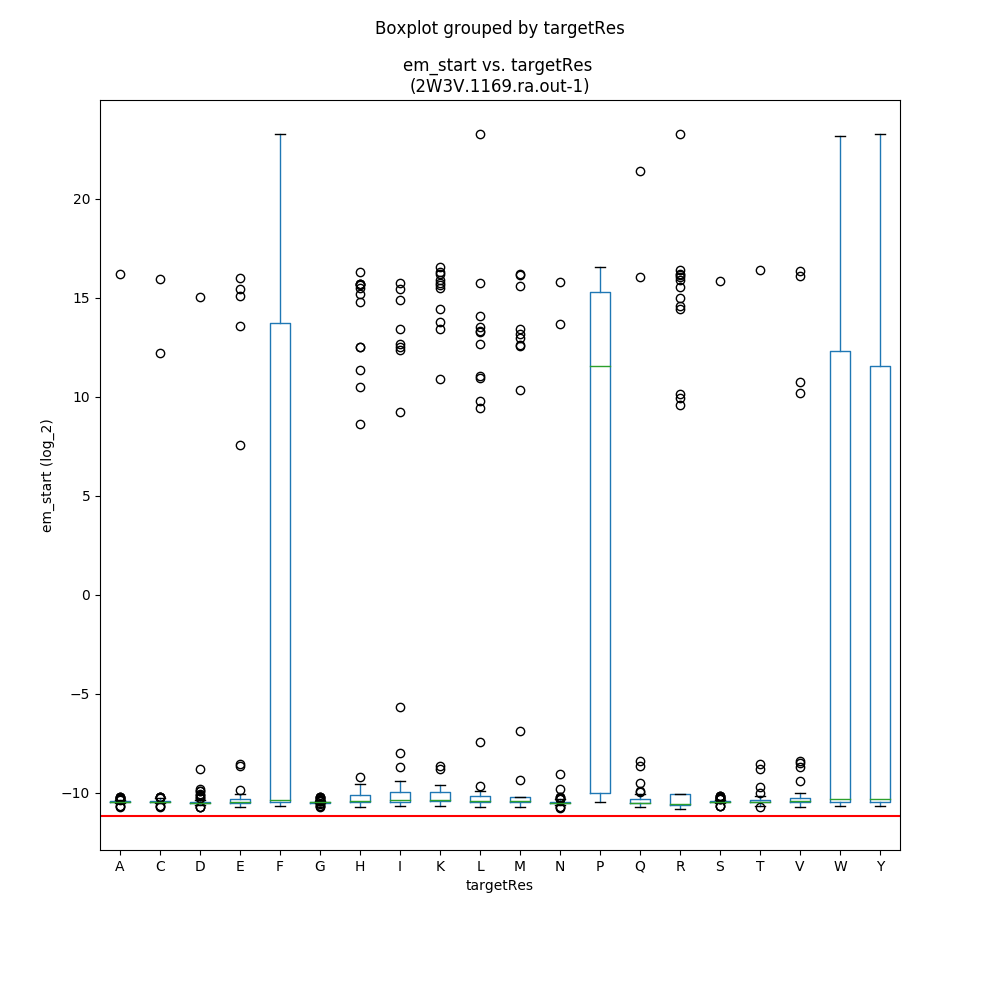 Boxplot grouped by targetRes
em_start vs. targetRes
(2W3V.1169.ra.out-1)
em_start (log_2)
20
15
10
5
0
−5
−10
A C D E F G H I K L M N P Q R S T V W Y
targetRes